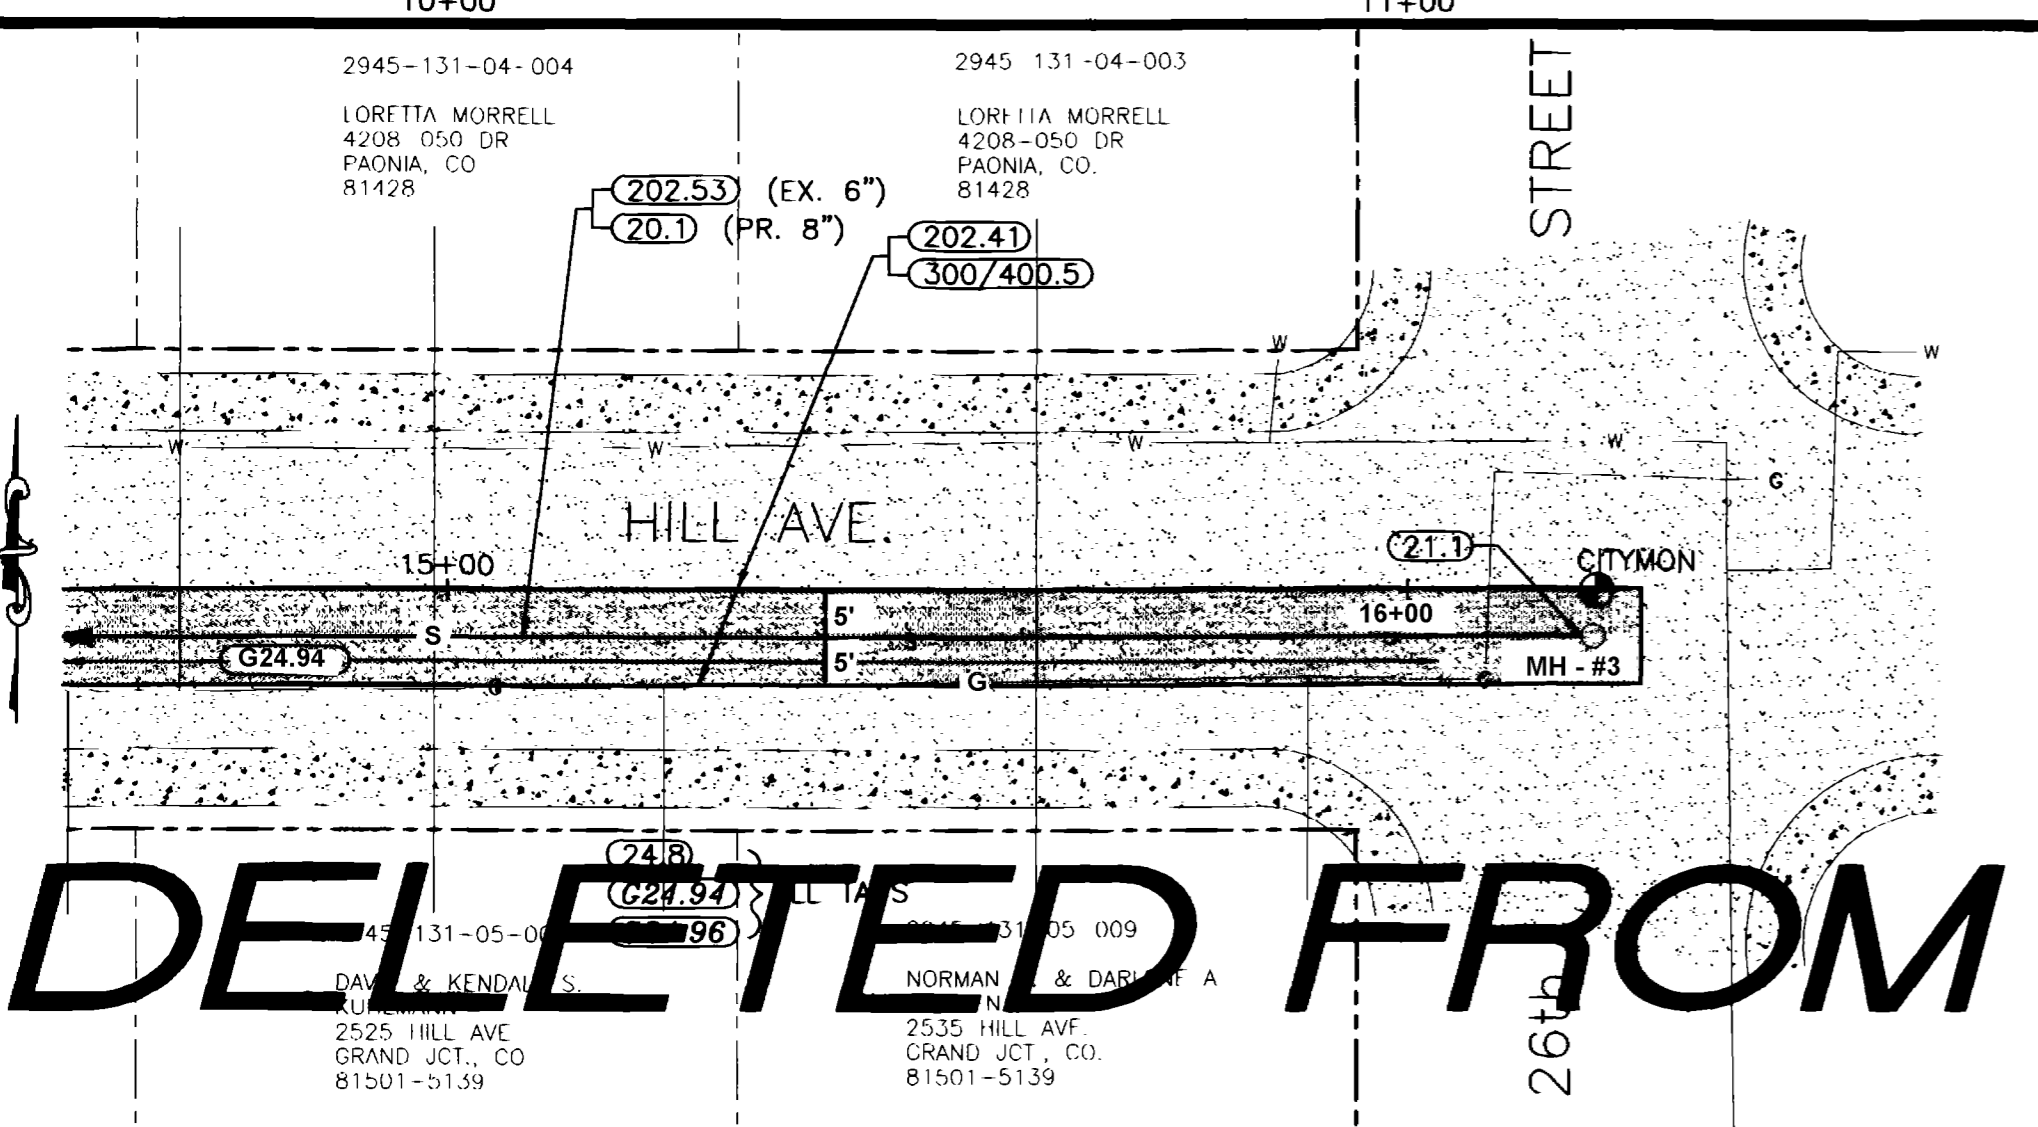 10+00
11+00
2945-131-04-004
LORETTA MORRELL
4208 050 DR
PAONIA, CO
81428
2945 131-04-003
LORETTA MORRELL
4208-050 DR
PAONIA, CO.
81428
202.53 (EX. 6")
20.1 (PR. 8")
202.41
300/400.5
STREET
W
W
W
W
W
W
G
HILL AVE.
15+00
21.1
CITYMON
5'
16+00
S
G24.94
5'
MH - #3
G
24.8
G24.94
96
DELETED FROM
131-05-00
KENDAL S.
2525 HILL AVE
GRAND JCT., CO
81501-5139
05 009
NORMAN & A
2535 HILL AVE.
GRAND JCT, CO.
81501-5139
26th